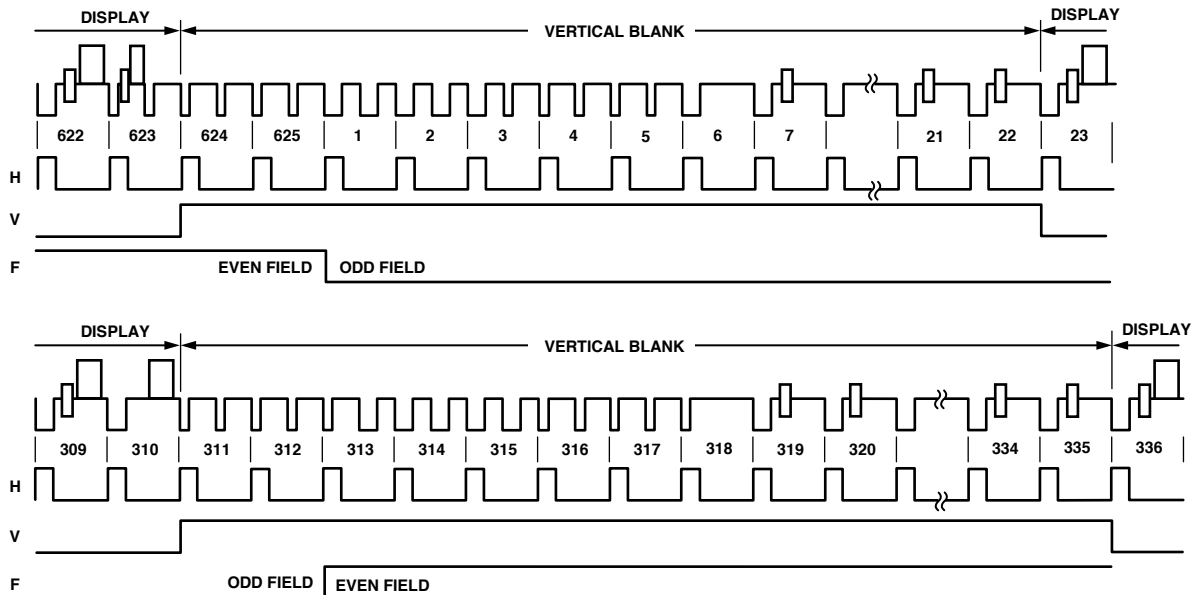 DISPLAY VERTICAL BLANK DISPLAY
622 623 624 625 1 2 3 4 5 6 7 21 22 23
H
V
F EVEN FIELD ODD FIELD
DISPLAY VERTICAL BLANK DISPLAY
309 310 311 312 313 314 315 316 317 318 319 320 334 335 336
H
V
F ODD FIELD EVEN FIELD